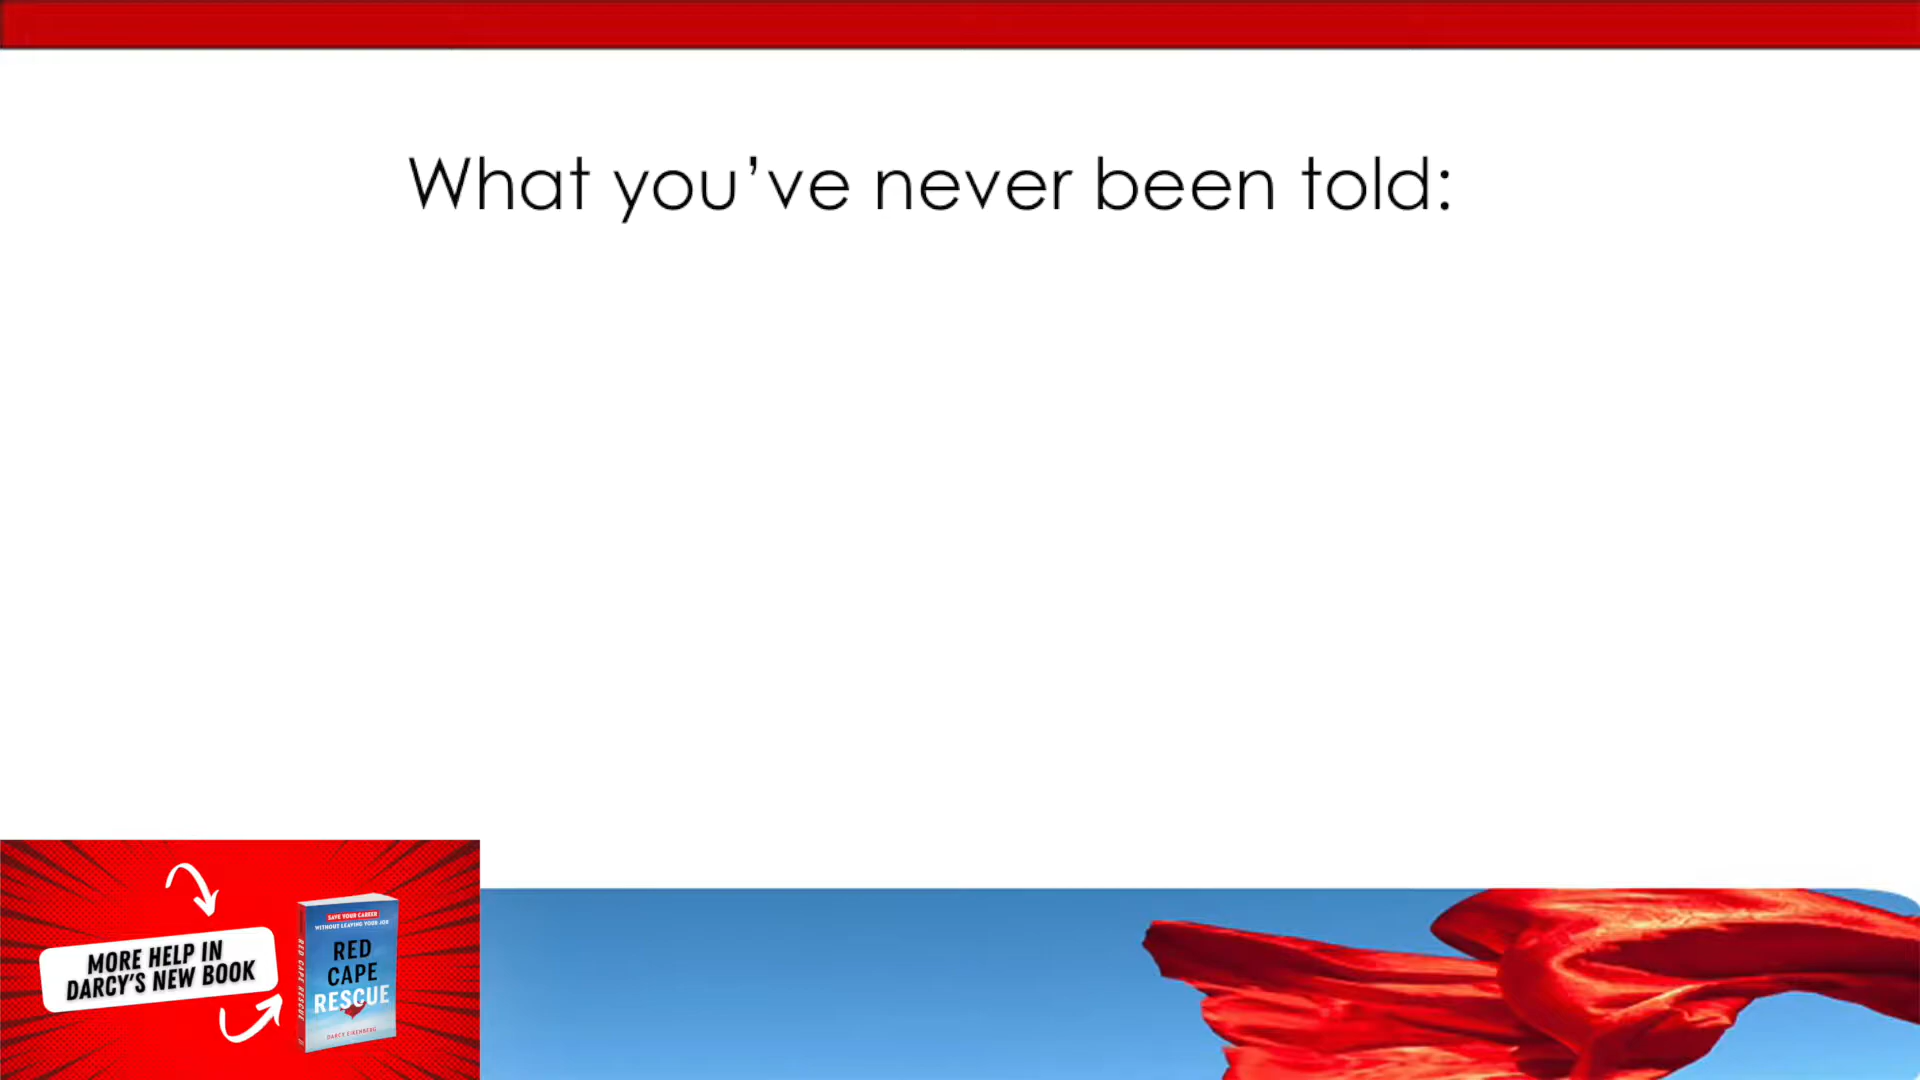 What you’ve never been told:
MORE HELP IN
DARCY'S NEW BOOK
SAVE YOUR CAREER
WITHOUT LEAVING YOUR JOB
RED
CAPE
RESCUE
DARCY EIKENBERG
RED CAPE RESCUE